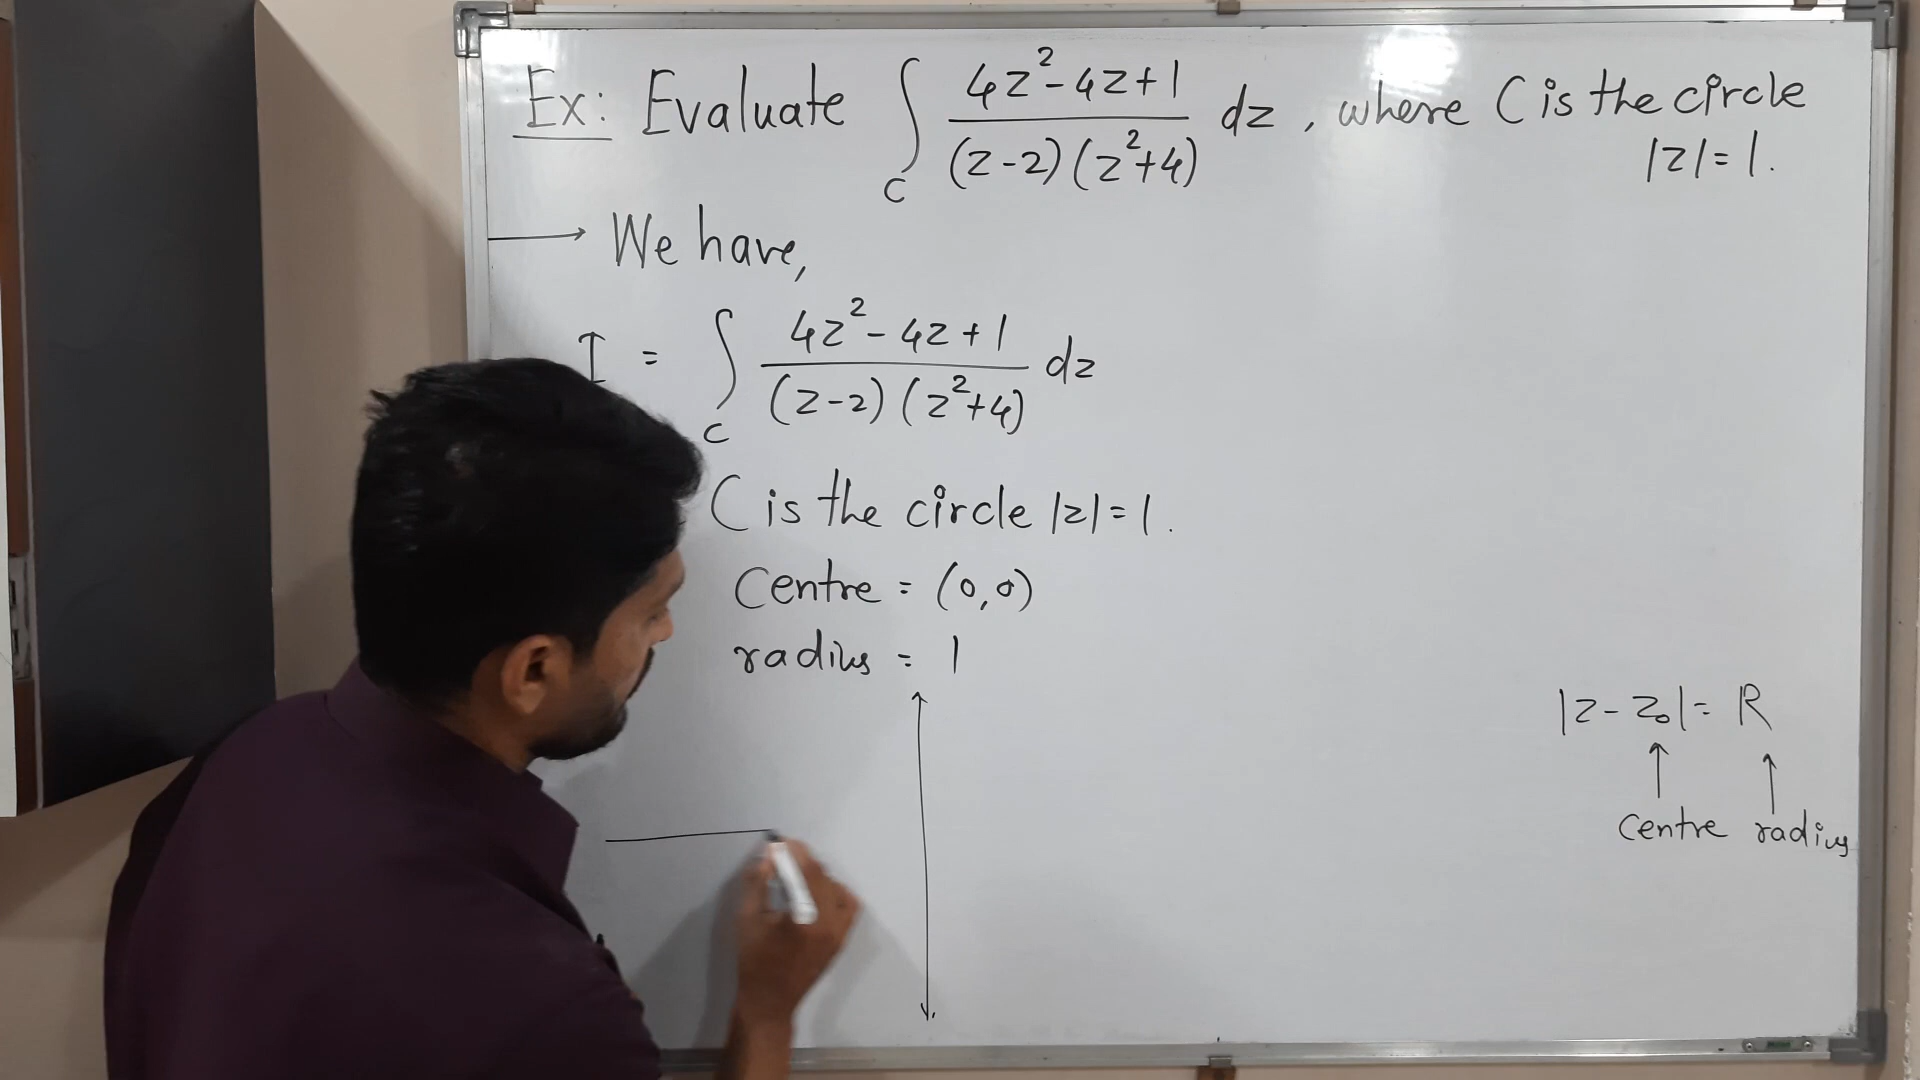 Ex: Evaluate ∫_C (4z²-4z+1)/((z-2)(z²+4)) dz, where C is the circle
|z|=1.
→ We have,
I = ∫_C (4z²-4z+1)/((z-2)(z²+4)) dz
C is the circle |z|=1.
Centre = (0,0)
radius = 1
|z-z₀|= R
↑ ↑
Centre radius